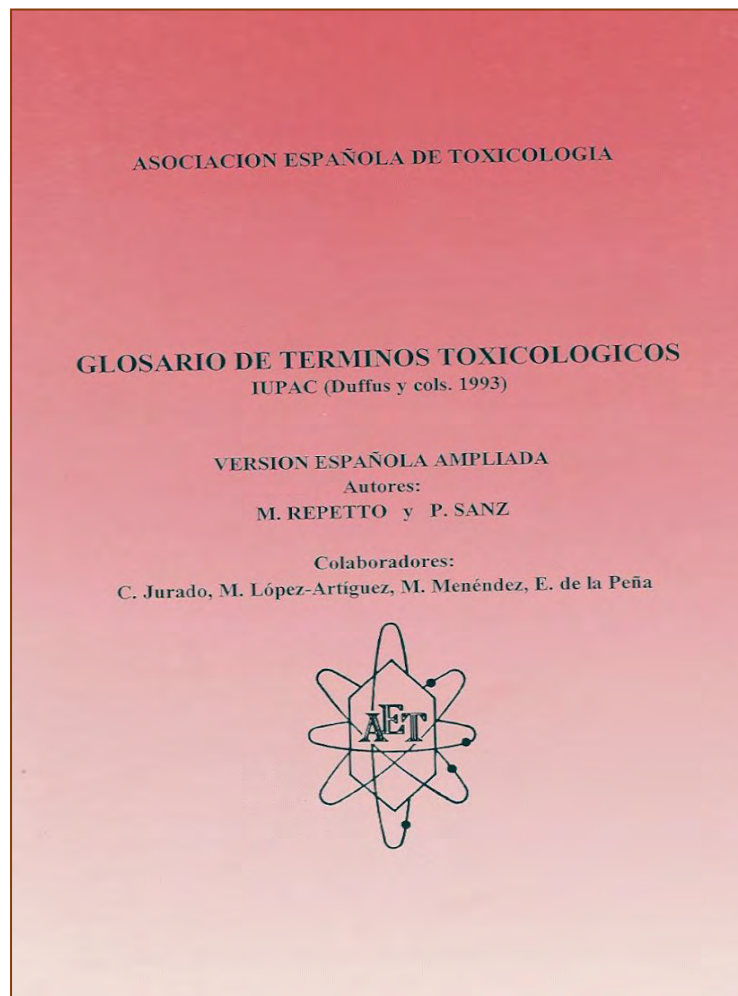 ASOCIACION ESPAÑOLA DE TOXICOLOGIA
GLOSARIO DE TERMINOS TOXICOLOGICOS
IUPAC (Duffus y cols. 1993)
VERSION ESPAÑOLA AMPLIADA
Autores:
M. REPETTO y P. SANZ
Colaboradores:
C. Jurado, M. López-Artíguez, M. Menéndez, E. de la Peña
AET